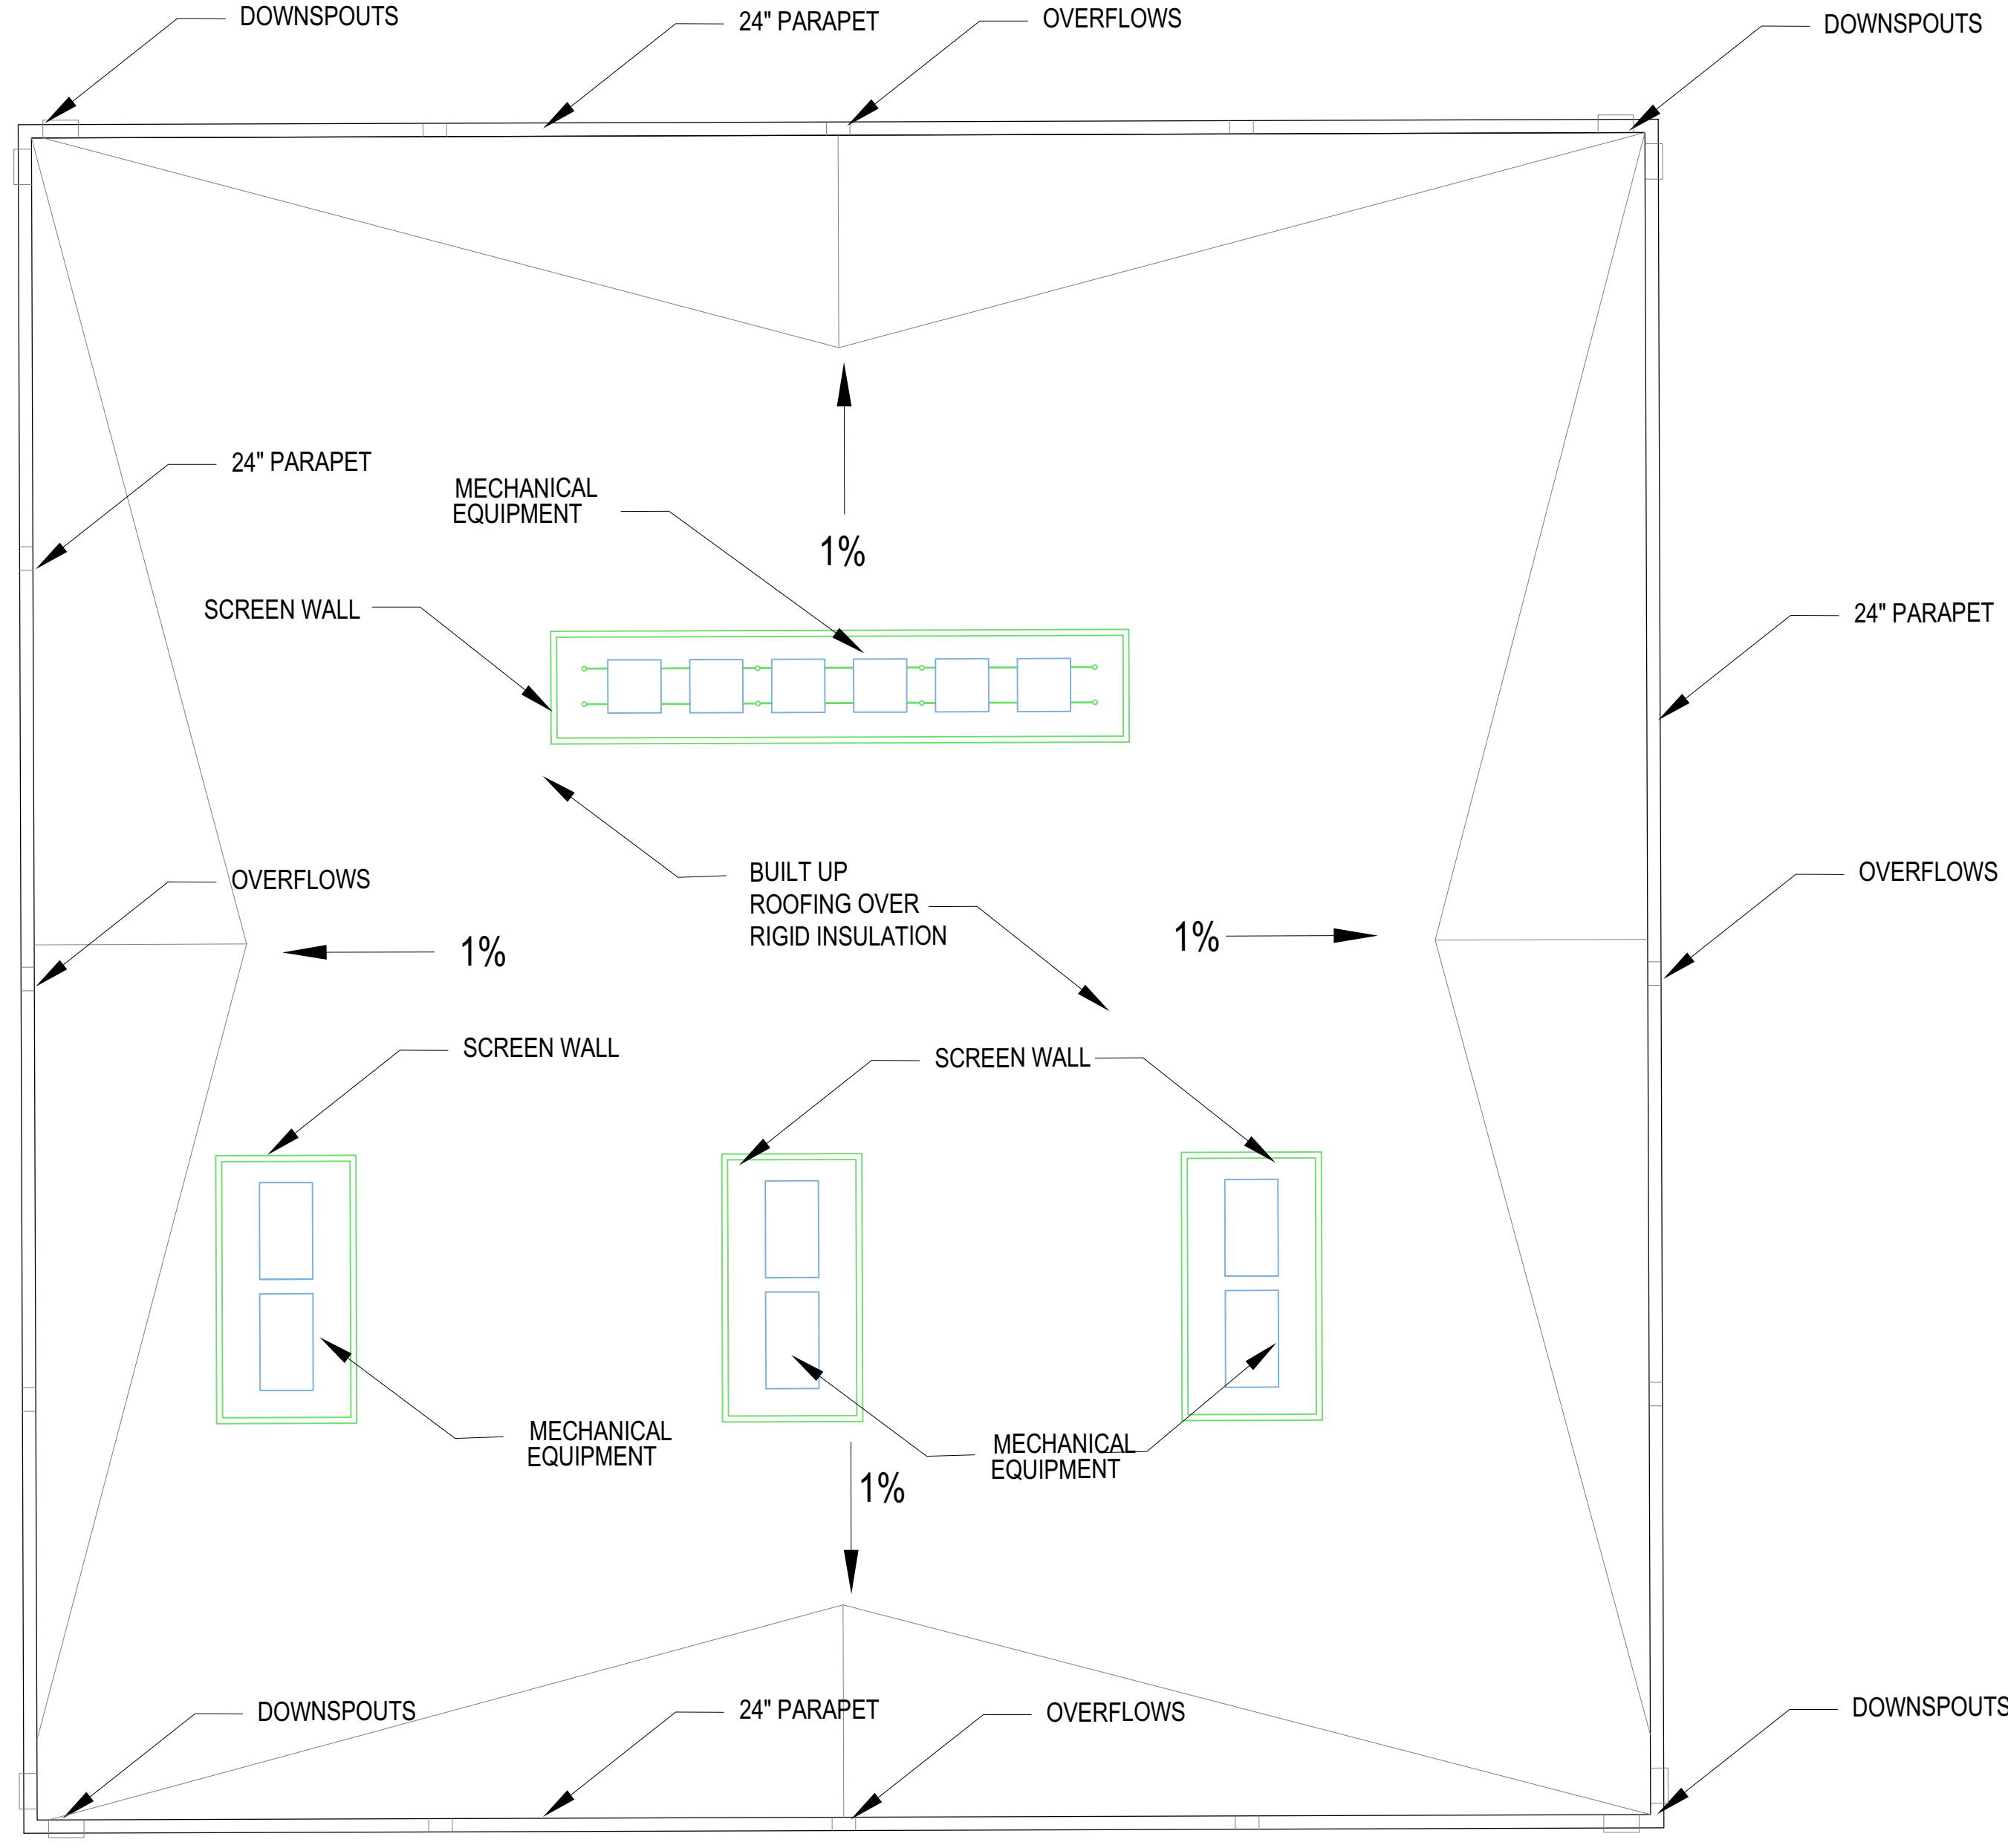 DOWNSPOUTS
24" PARAPET
OVERFLOWS
DOWNSPOUTS
24" PARAPET
MECHANICAL
EQUIPMENT
1%
SCREEN WALL
24" PARAPET
BUILT UP
ROOFING OVER
RIGID INSULATION
OVERFLOWS
OVERFLOWS
1%
1%
SCREEN WALL
SCREEN WALL
MECHANICAL
EQUIPMENT
MECHANICAL
EQUIPMENT
1%
DOWNSPOUTS
24" PARAPET
OVERFLOWS
DOWNSPOUTS